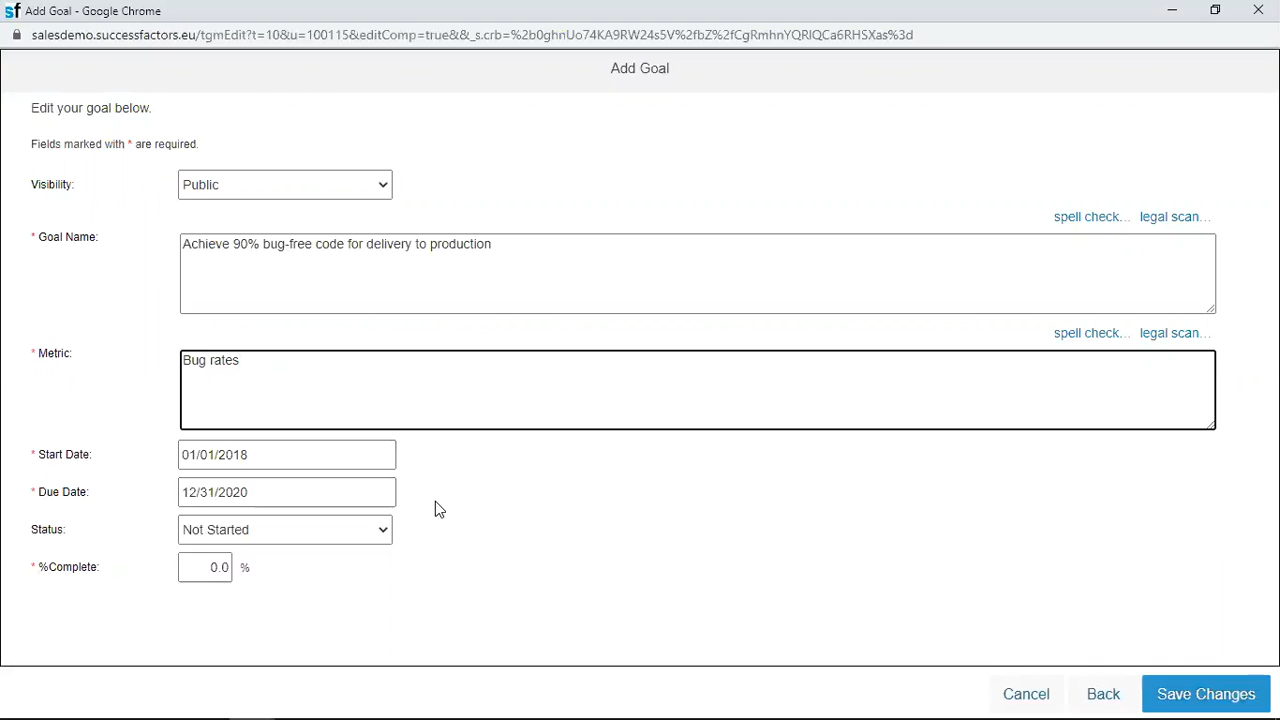 sf Add Goal - Google Chrome
salesdemo.successfactors.eu/tgmEdit?t=10&u=100115&editComp=true&&_s.crb=%2b0ghnUo74KA9RW24s5V%2fbZ%2fCgRmhnYQRlQCa6RHSXas%3d
Add Goal
Edit your goal below.
Fields marked with * are required.
Visibility: Public
spell check... legal scan...
* Goal Name: Achieve 90% bug-free code for delivery to production
spell check... legal scan...
* Metric: Bug rates
* Start Date: 01/01/2018
* Due Date: 12/31/2020
Status: Not Started
* %Complete: 0.0 %
Cancel Back Save Changes